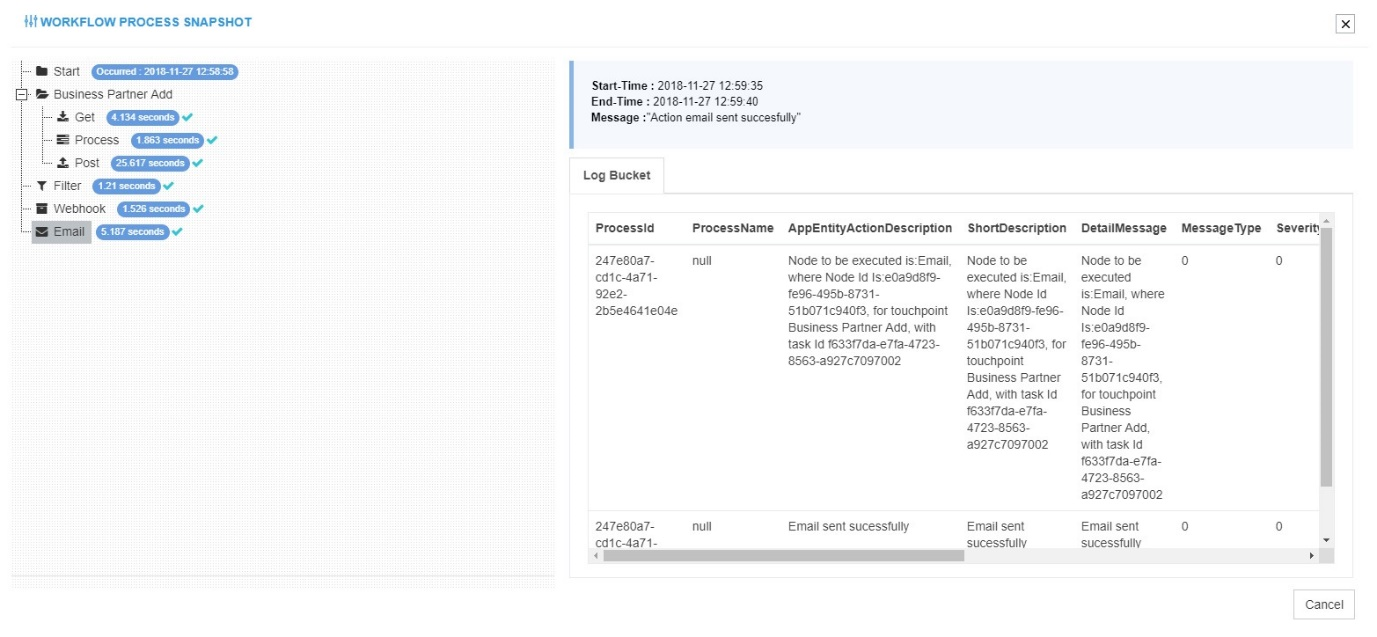 WORKFLOW PROCESS SNAPSHOT
Start Occurred : 2018-11-27 12:58:58
Business Partner Add
Get 4.134 seconds
Process 1.863 seconds
Post 25.617 seconds
Filter 1.21 seconds
Webhook 1.526 seconds
Email 5.187 seconds
Start-Time : 2018-11-27 12:59:35
End-Time : 2018-11-27 12:59:40
Message :"Action email sent succesfully"
Log Bucket
ProcessId ProcessName AppEntityActionDescription ShortDescription DetailMessage MessageType Severity
247e80a7-
cd1c-4a71-
92e2-
2b5e4641e04e
null
Node to be executed is:Email,
where Node Id Is:e0a9d8f9-
fe96-495b-8731-
51b071c940f3, for touchpoint
Business Partner Add, with
task Id f633f7da-e7fa-4723-
8563-a927c7097002
Node to be
executed is:Email,
where Node Id
Is:e0a9d8f9-fe96-
495b-8731-
51b071c940f3, for
touchpoint
Business Partner
Add, with task Id
f633f7da-e7fa-
4723-8563-
a927c7097002
Node to be
executed
is:Email, where
Node Id
Is:e0a9d8f9-
fe96-495b-
8731-
51b071c940f3,
for touchpoint
Business
Partner Add,
with task Id
f633f7da-e7fa-
4723-8563-
a927c7097002
0
0
247e80a7-
cd1c-4a71-
null
Email sent sucessfully
Email sent
sucessfully
Email sent
sucessfully
0
0
Cancel